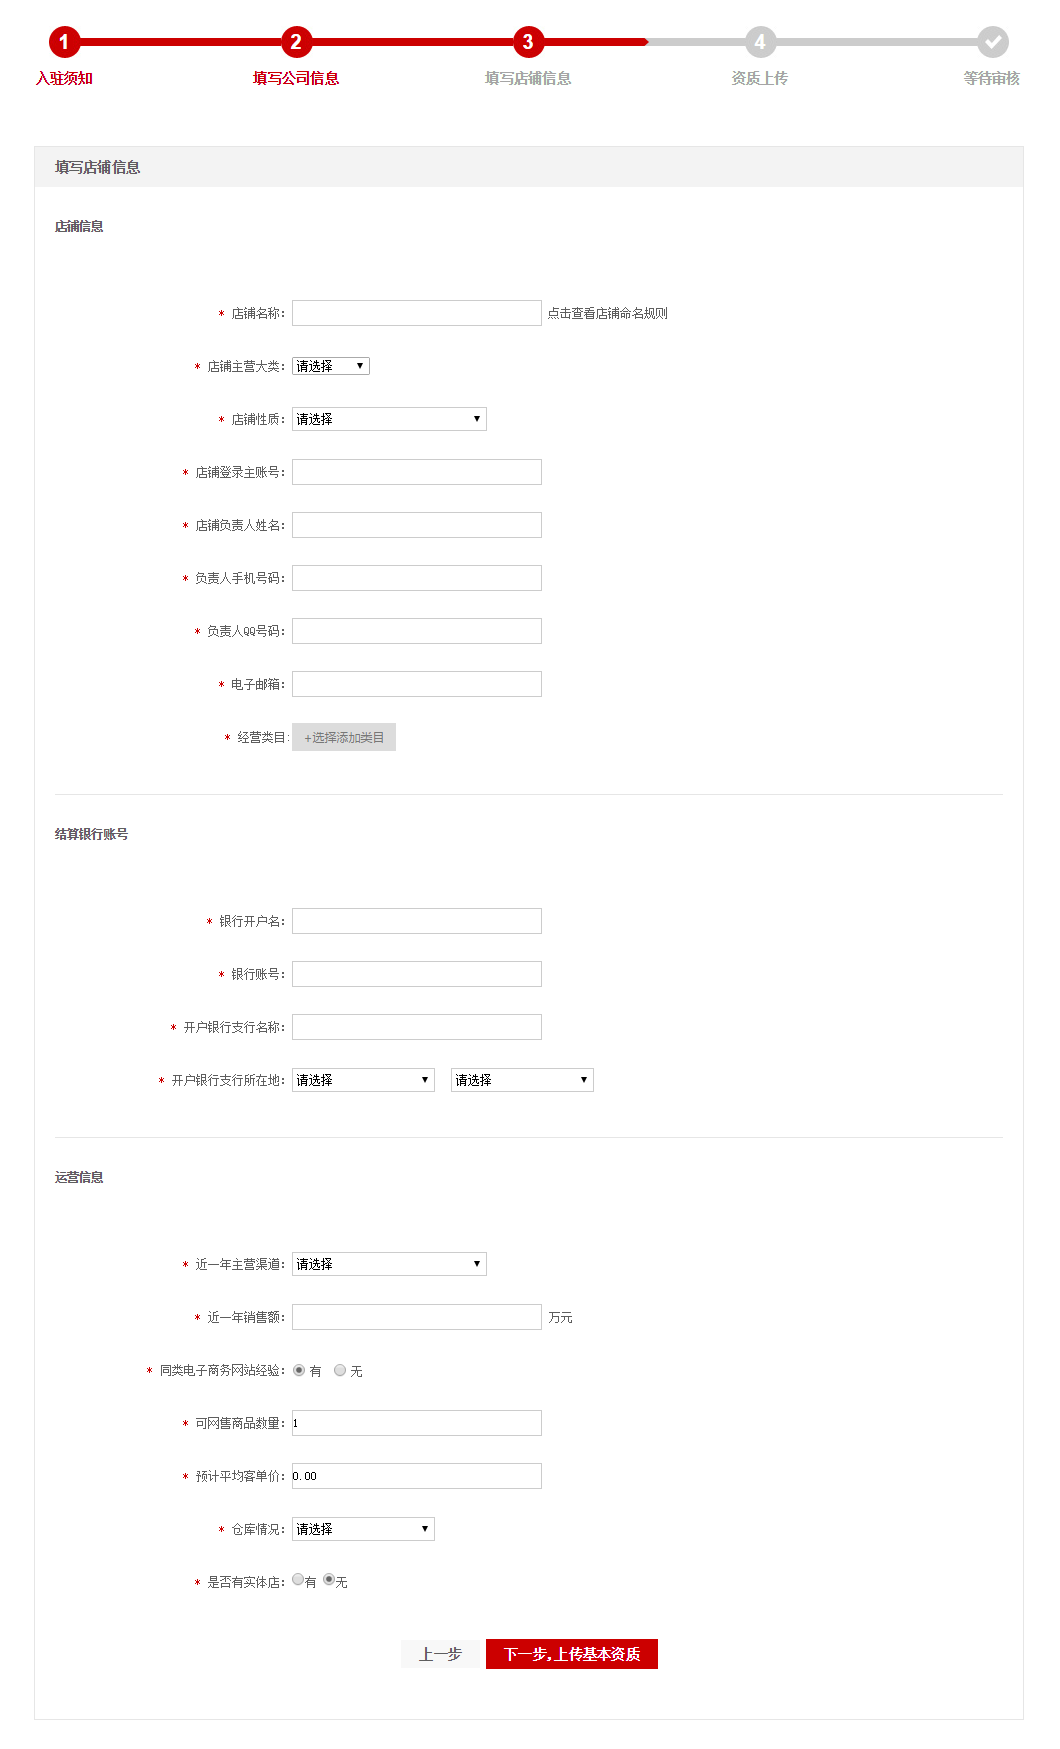 1 2 3 4
入驻须知 填写公司信息 填写店铺信息 资质上传 等待审核
填写店铺信息
店铺信息
* 店铺名称: 点击查看店铺命名规则
* 店铺主营大类: 请选择
* 店铺性质: 请选择
* 店铺登录主账号:
* 店铺负责人姓名:
* 负责人手机号码:
* 负责人QQ号码:
* 电子邮箱:
* 经营类目: +选择添加类目
结算银行账号
* 银行开户名:
* 银行账号:
* 开户银行支行名称:
* 开户银行支行所在地: 请选择 请选择
运营信息
* 近一年主营渠道: 请选择
* 近一年销售额: 万元
* 同类电子商务网站经验: 有 无
* 可网售商品数量: 1
* 预计平均客单价: 0.00
* 仓库情况: 请选择
* 是否有实体店: 有 无
上一步 下一步,上传基本资质